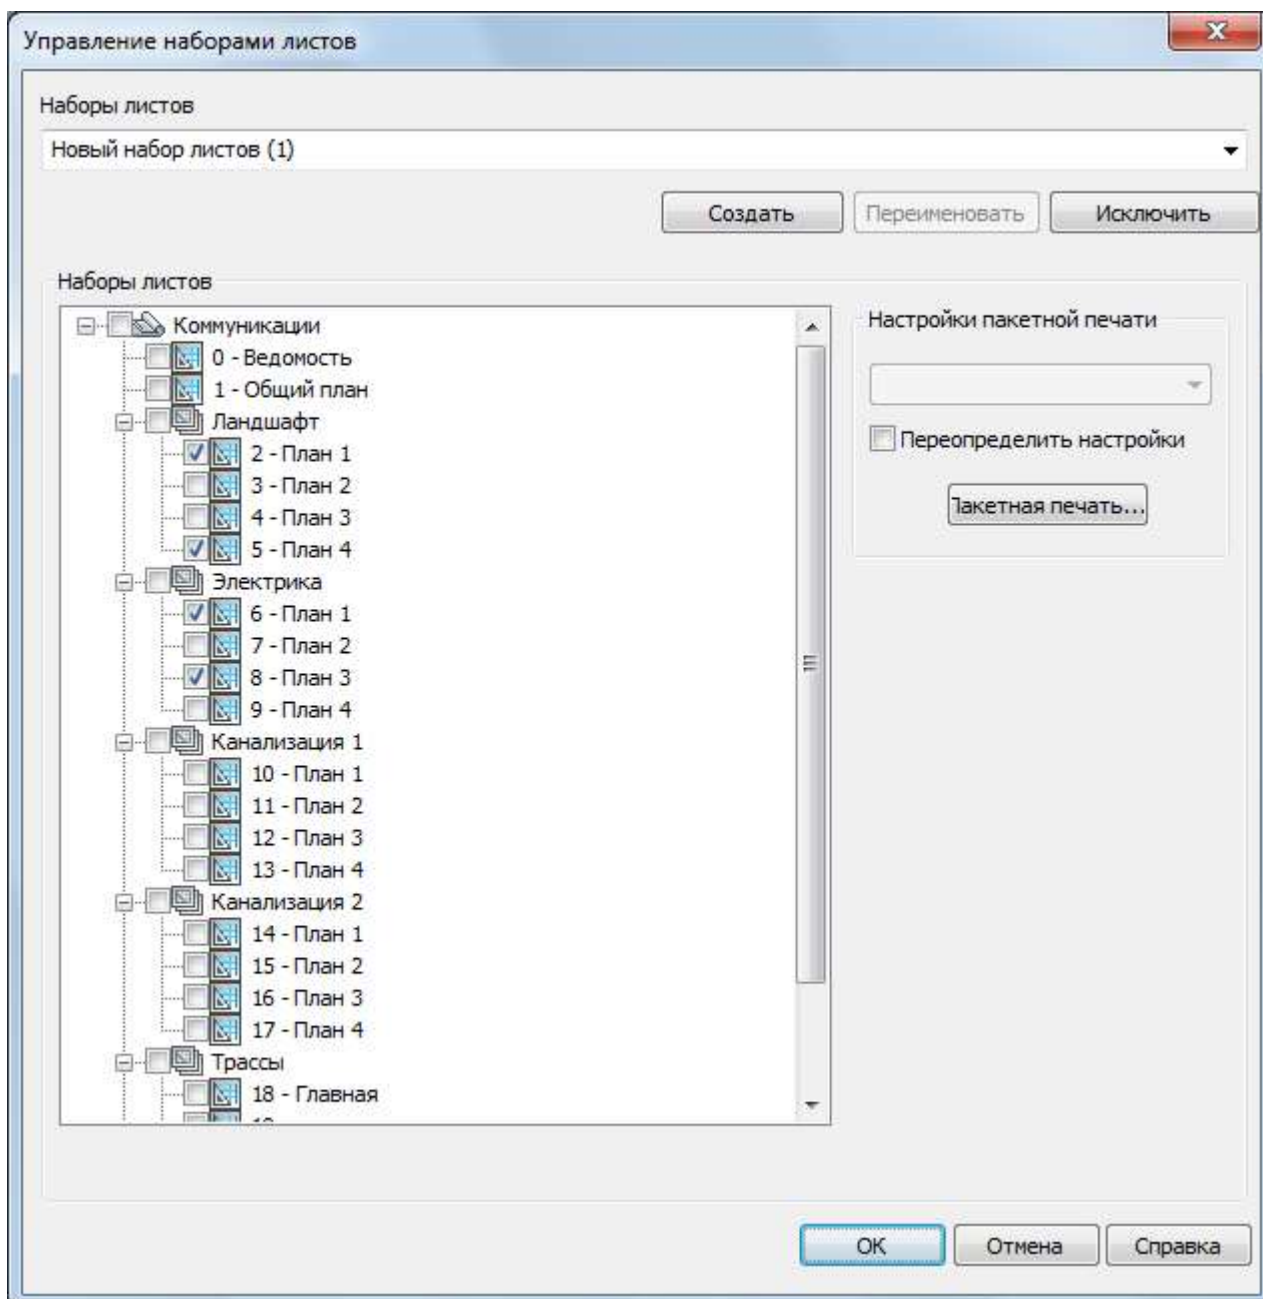 Управление наборами листов
Наборы листов
Новый набор листов (1)
Создать
Переименовать
Исключить
Наборы листов
Коммуникации
0 - Ведомость
1 - Общий план
Ландшафт
2 - План 1
3 - План 2
4 - План 3
5 - План 4
Электрика
6 - План 1
7 - План 2
8 - План 3
9 - План 4
Канализация 1
10 - План 1
11 - План 2
12 - План 3
13 - План 4
Канализация 2
14 - План 1
15 - План 2
16 - План 3
17 - План 4
Трассы
18 - Главная
Настройки пакетной печати
Переопределить настройки
Пакетная печать...
ОК
Отмена
Справка